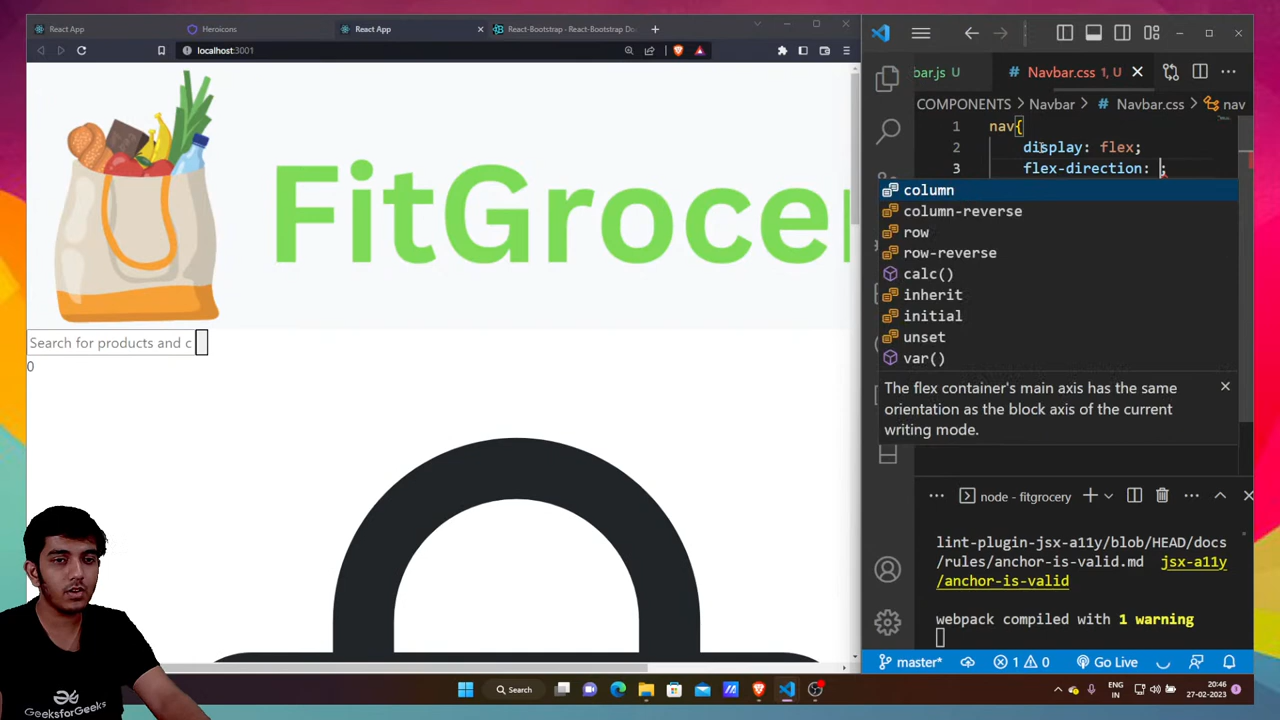 React App
Heroicons
React App
React-Bootstrap - React-Bootstrap Do
localhost:3001
FitGrocer
Search for products and c
0
bar.js U
Navbar.css 1, U
COMPONENTS > Navbar > # Navbar.css > nav
1 nav{
2 display: flex;
3 flex-direction: ;
column
column-reverse
row
row-reverse
calc()
inherit
initial
unset
var()
The flex container's main axis has the same
orientation as the block axis of the current
writing mode.
node - fitgrocery
lint-plugin-jsx-a11y/blob/HEAD/docs
/rules/anchor-is-valid.md jsx-a11y
/anchor-is-valid
webpack compiled with 1 warning
master* 1 0 Go Live
GeeksforGeeks
Search
ENG
IN
20:46
27-02-2023